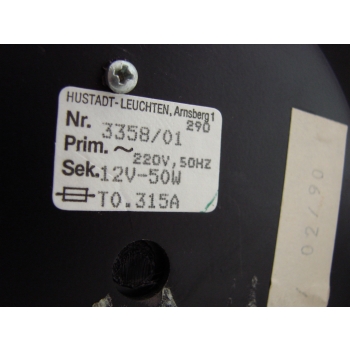 HUSTADT-LEUCHTEN, Arnsberg 1
290
Nr. 3358/01
Prim. ~ 220V, 50HZ
Sek. 12V-50W
T0.315A
02/90